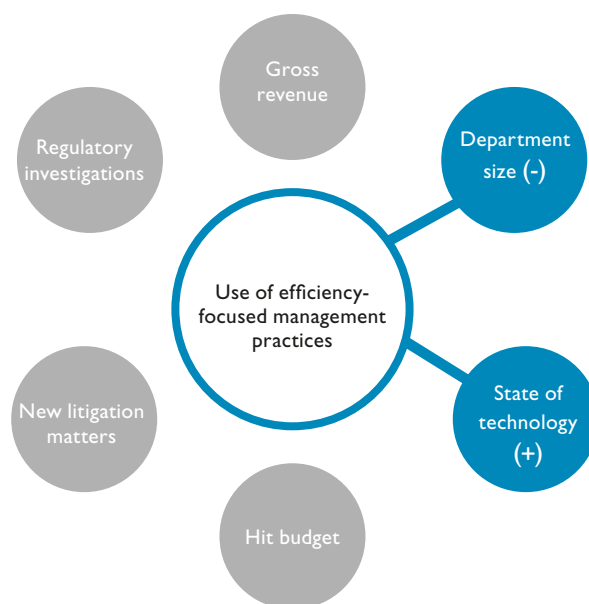 Gross
revenue
Regulatory
investigations
Department
size (-)
Use of efficiency-
focused management
practices
New litigation
matters
State of
technology
(+)
Hit budget